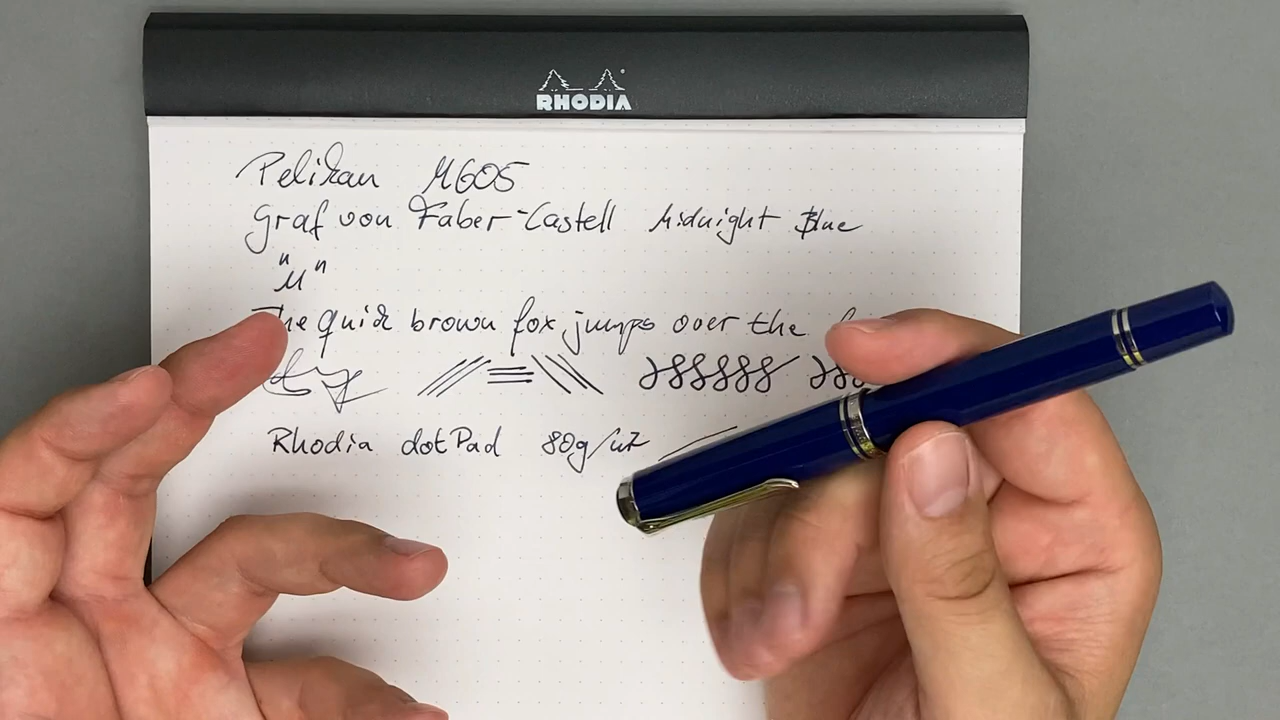 RHODIA
Pelikan M605
Graf von Faber-Castell Midnight Blue
"M"
The quick brown fox jumps over the
dog
Rhodia dotPad 80g/m²